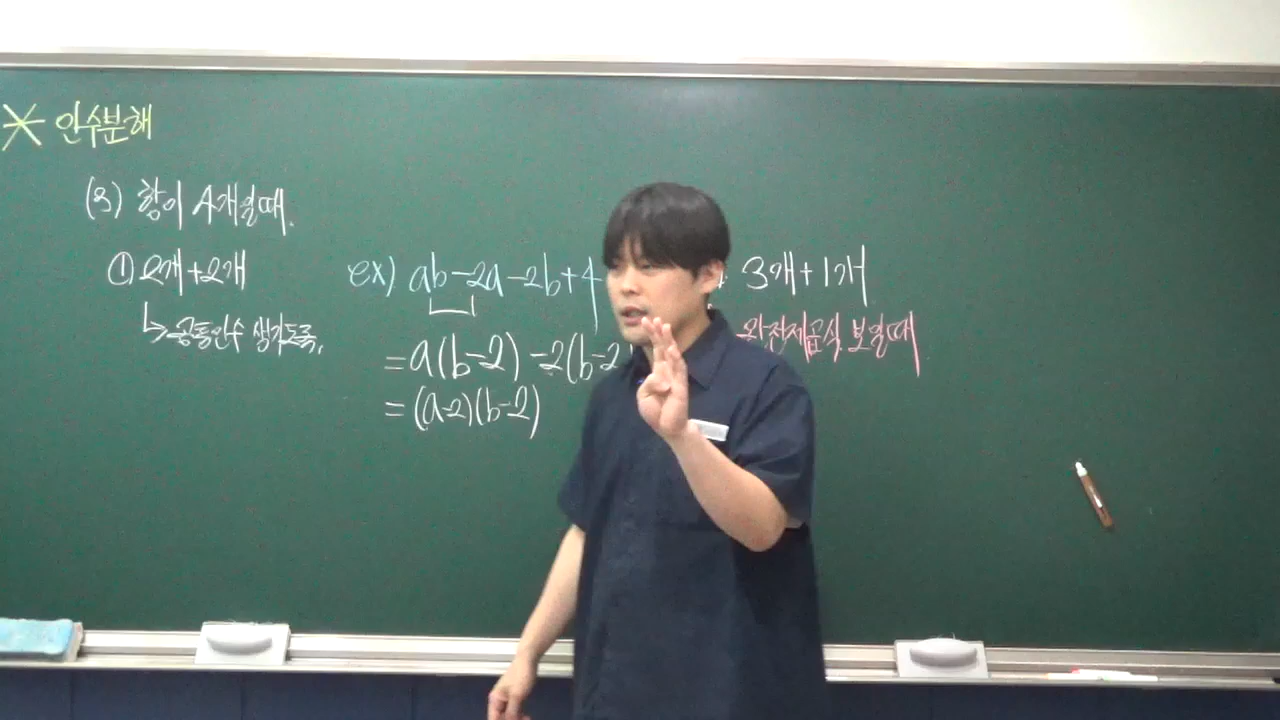 * 인수분해
(3) 항이 4개일때.
① 2개+2개
↳ 공통인수 생기도록.
ex) ab-2a-2b+4
=a(b-2)-2(b-2
=(a-2)(b-2)
3개+1개
완전제곱식 보일때